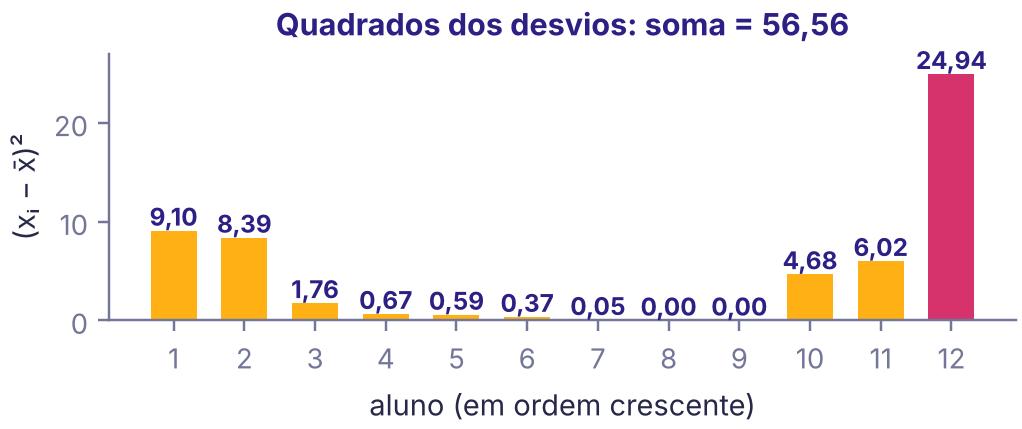 Quadrados dos desvios: soma = 56,56
(xᵢ − x̄)²
20
10
0
9,10 8,39 1,76 0,67 0,59 0,37 0,05 0,00 0,00 4,68 6,02 24,94
1 2 3 4 5 6 7 8 9 10 11 12
aluno (em ordem crescente)